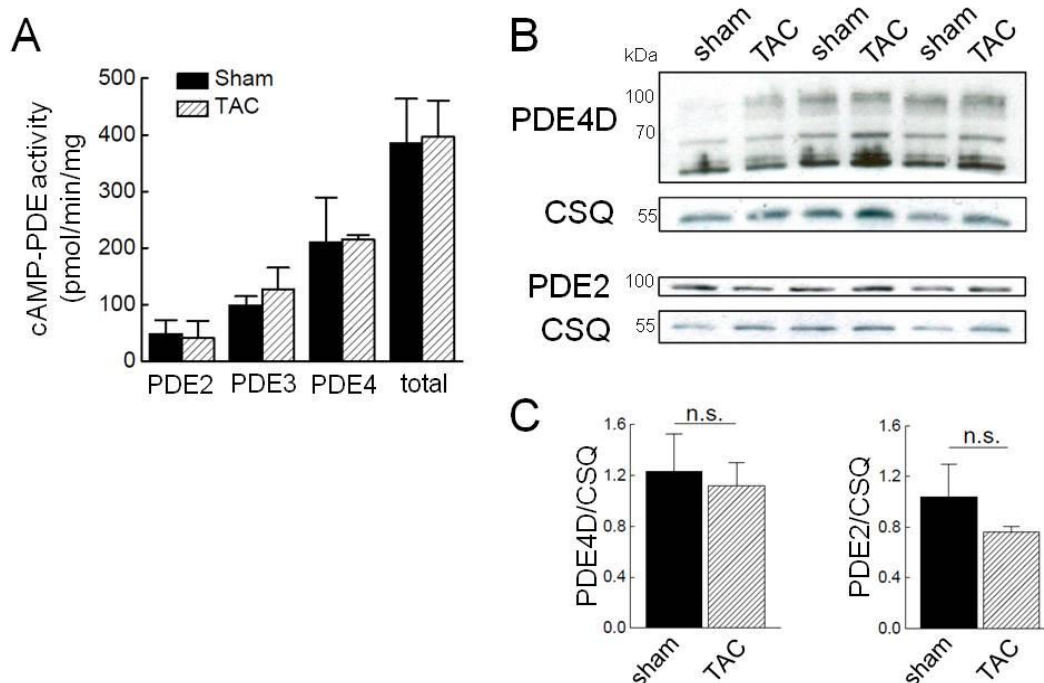 A
cAMP-PDE activity
(pmol/min/mg)
500
400
300
200
100
0
Sham
TAC
PDE2 PDE3 PDE4 total
B
kDa sham TAC sham TAC sham TAC
PDE4D 100
70
CSQ 55
PDE2 100
CSQ 55
C
PDE4D/CSQ
1.6
1.2
0.8
0.4
0.0
n.s.
sham TAC
PDE2/CSQ
1.6
1.2
0.8
0.4
0.0
n.s.
sham TAC